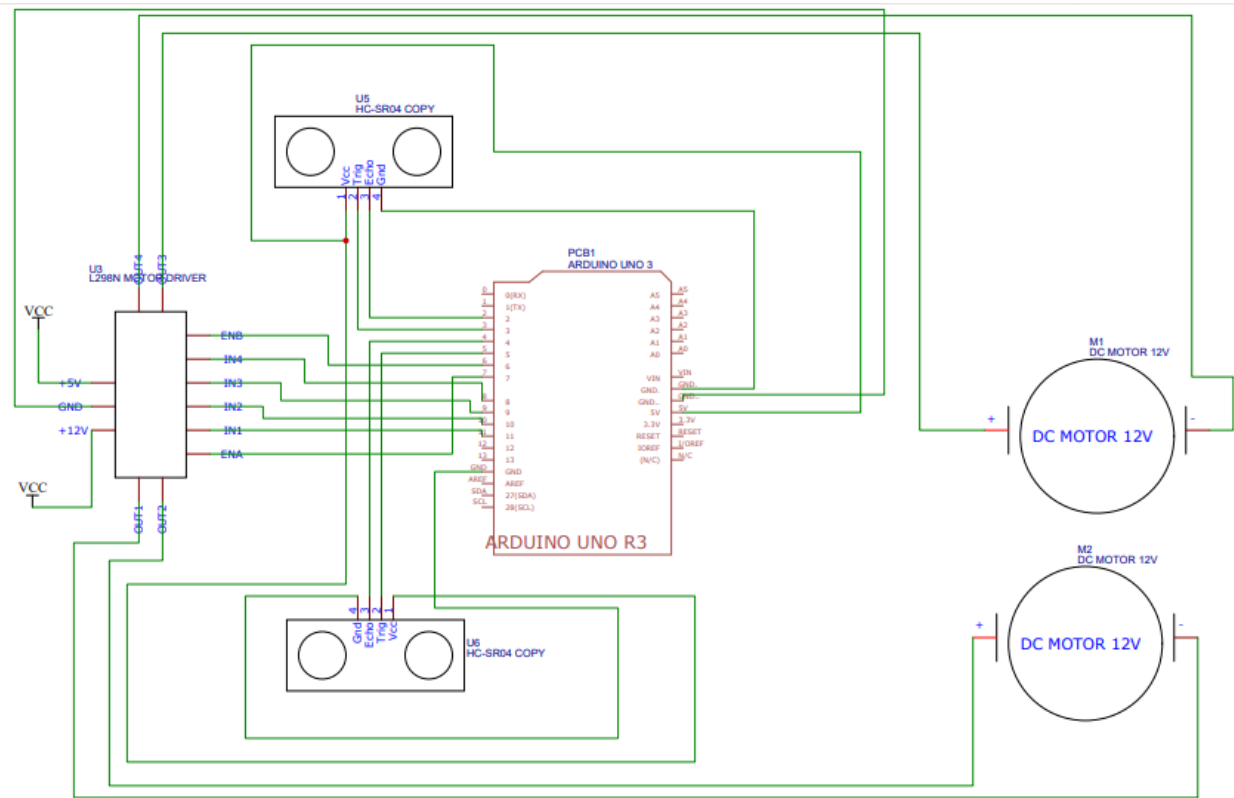 U5
HC-SR04 COPY
Vcc
Trig
Echo
Gnd
1
2
3
4
PCB1
ARDUINO UNO 3
U3
L298N MOTOR DRIVER
OUT4
OUT3
VCC
+5V
GND
+12V
VCC
ENB
IN4
IN3
IN2
IN1
ENA
OUT1
OUT2
0
1
2
3
4
5
6
7
8
9
10
11
12
13
GND
AREF
SDA
SCL
0(RX)
1(TX)
2
3
4
5
6
7
8
9
10
11
12
13
GND
AREF
27(SDA)
28(SCL)
A5
A4
A3
A2
A1
A0
VIN
GND.
GND..
5V
3.3V
RESET
IOREF
(N/C)
A5
A4
A3
A2
A1
A0
VIN
GND.
GND..
5V
3.3V
RESET
I/OREF
N/C
ARDUINO UNO R3
M1
DC MOTOR 12V
+
-
DC MOTOR 12V
M2
DC MOTOR 12V
+
-
DC MOTOR 12V
4
3
2
1
Gnd
Echo
Trig
Vcc
U6
HC-SR04 COPY